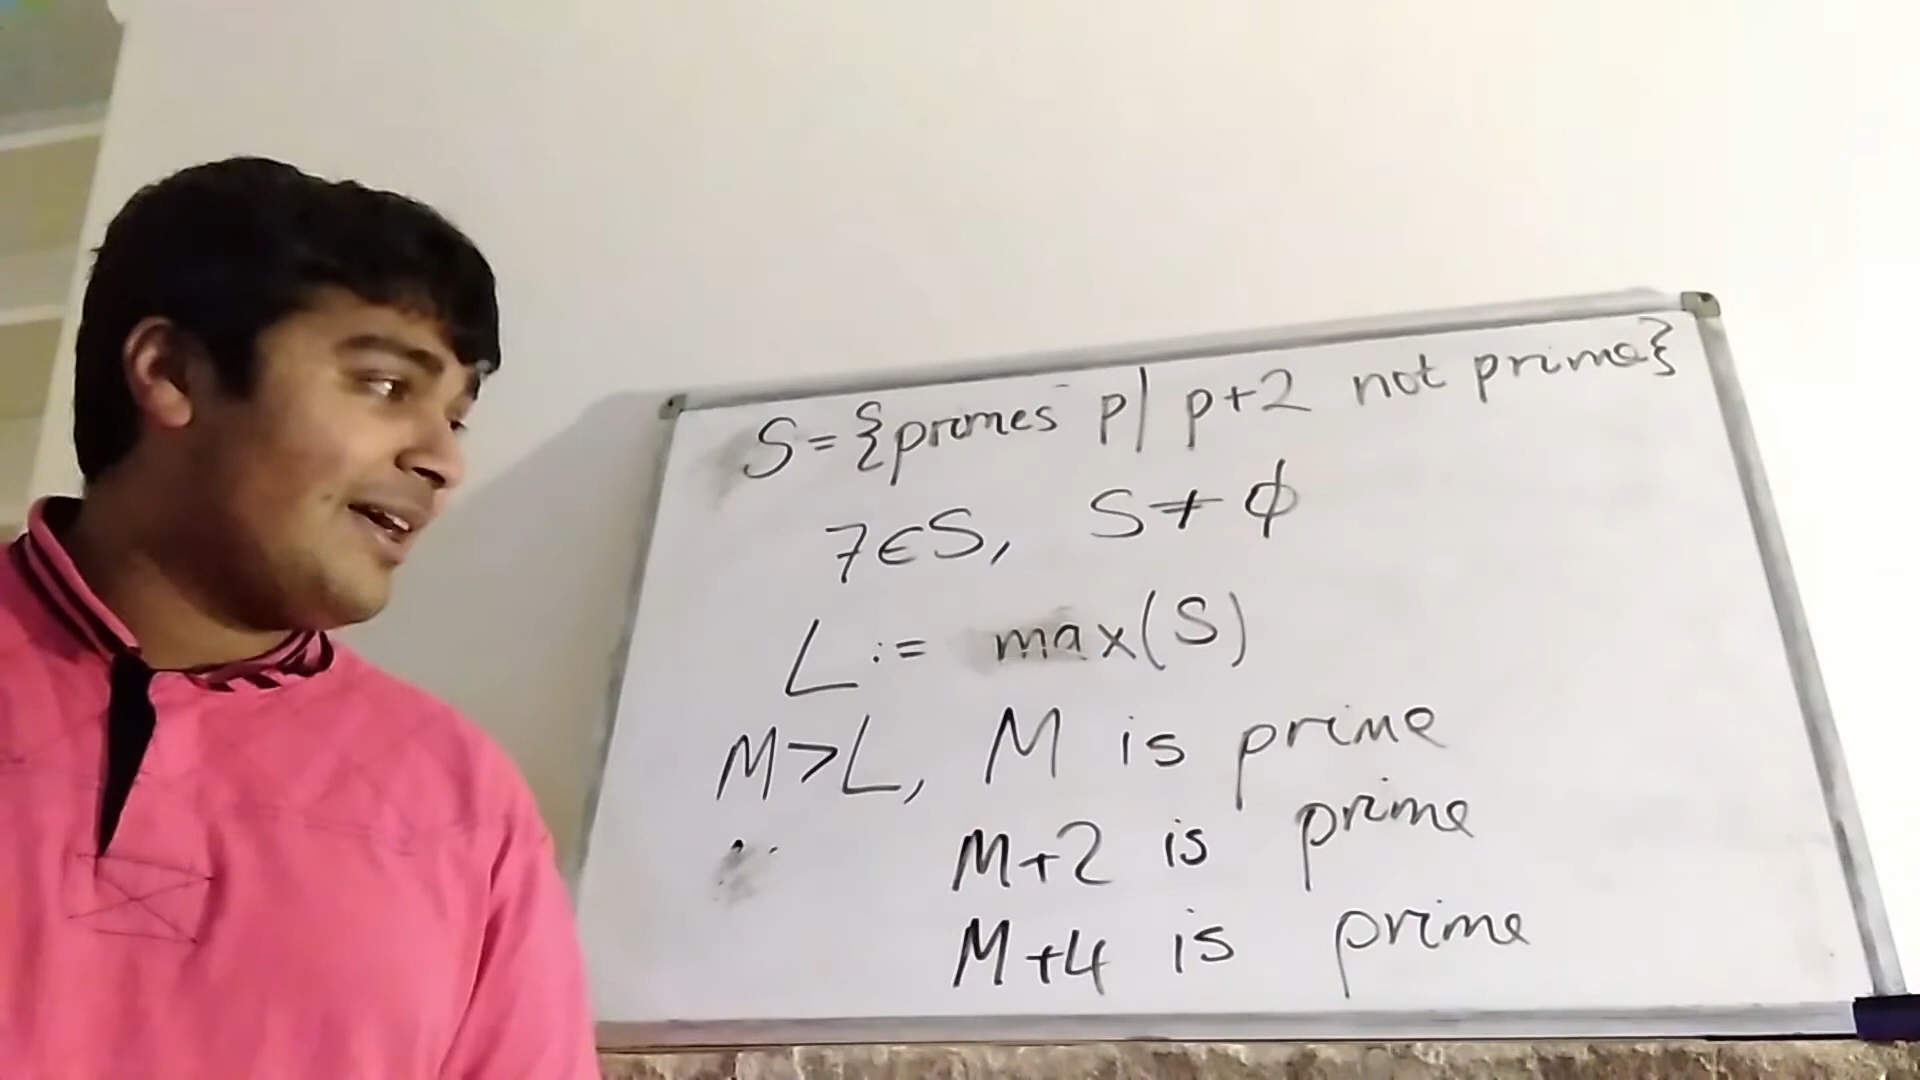 S = {primes p | p+2 not prime}
7∈S, S ≠ ϕ
L := max(S)
M>L, M is prime
M+2 is prime
M+4 is prime